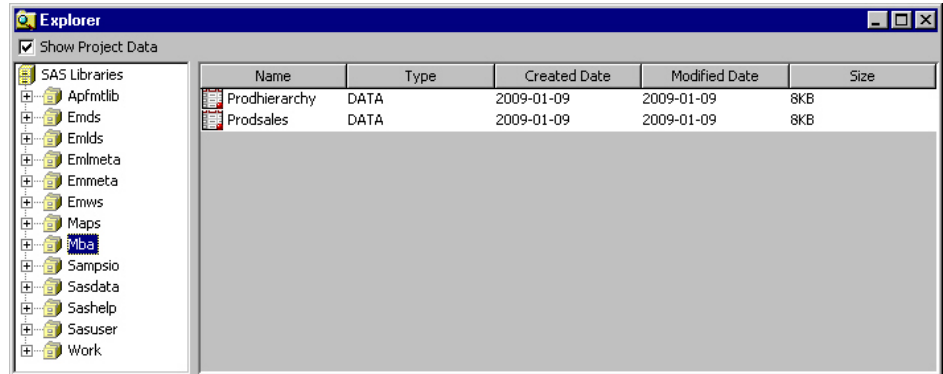 Explorer
Show Project Data
SAS Libraries
Apfmtlib
Emds
Emlds
Emlmeta
Emmeta
Emws
Maps
Mba
Sampsio
Sasdata
Sashelp
Sasuser
Work
Name Type Created Date Modified Date Size
Prodhierarchy DATA 2009-01-09 2009-01-09 8KB
Prodsales DATA 2009-01-09 2009-01-09 8KB